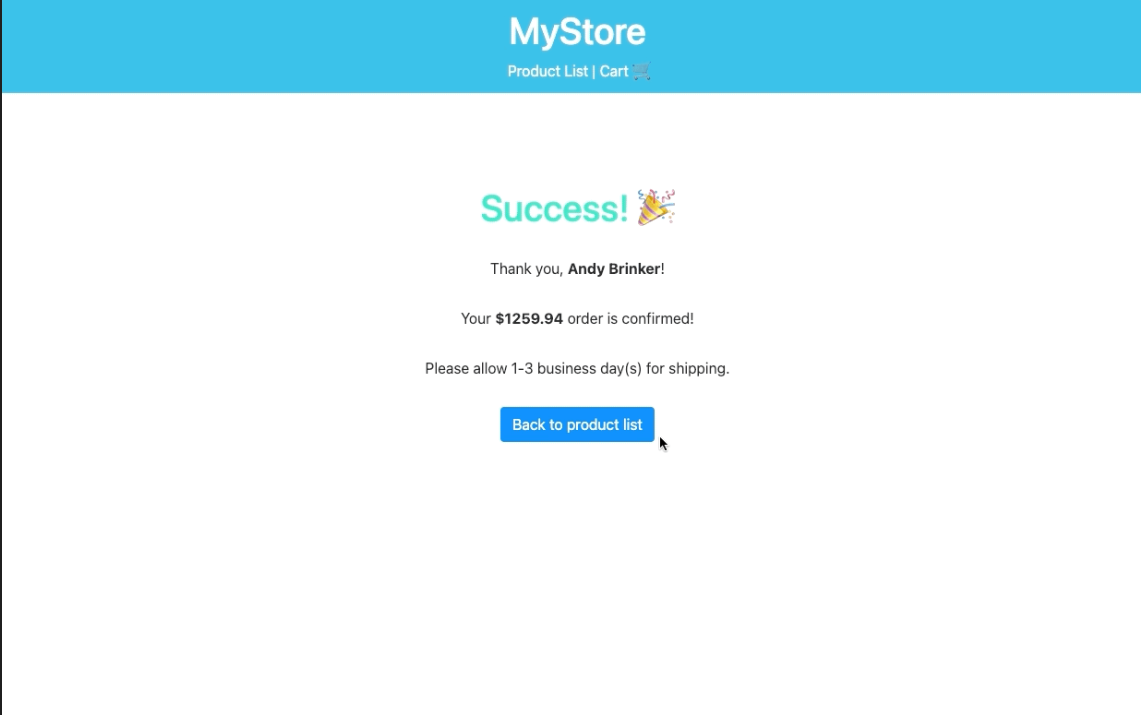 MyStore
Product List | Cart 🛒
Success! 🎉
Thank you, Andy Brinker!
Your $1259.94 order is confirmed!
Please allow 1-3 business day(s) for shipping.
Back to product list